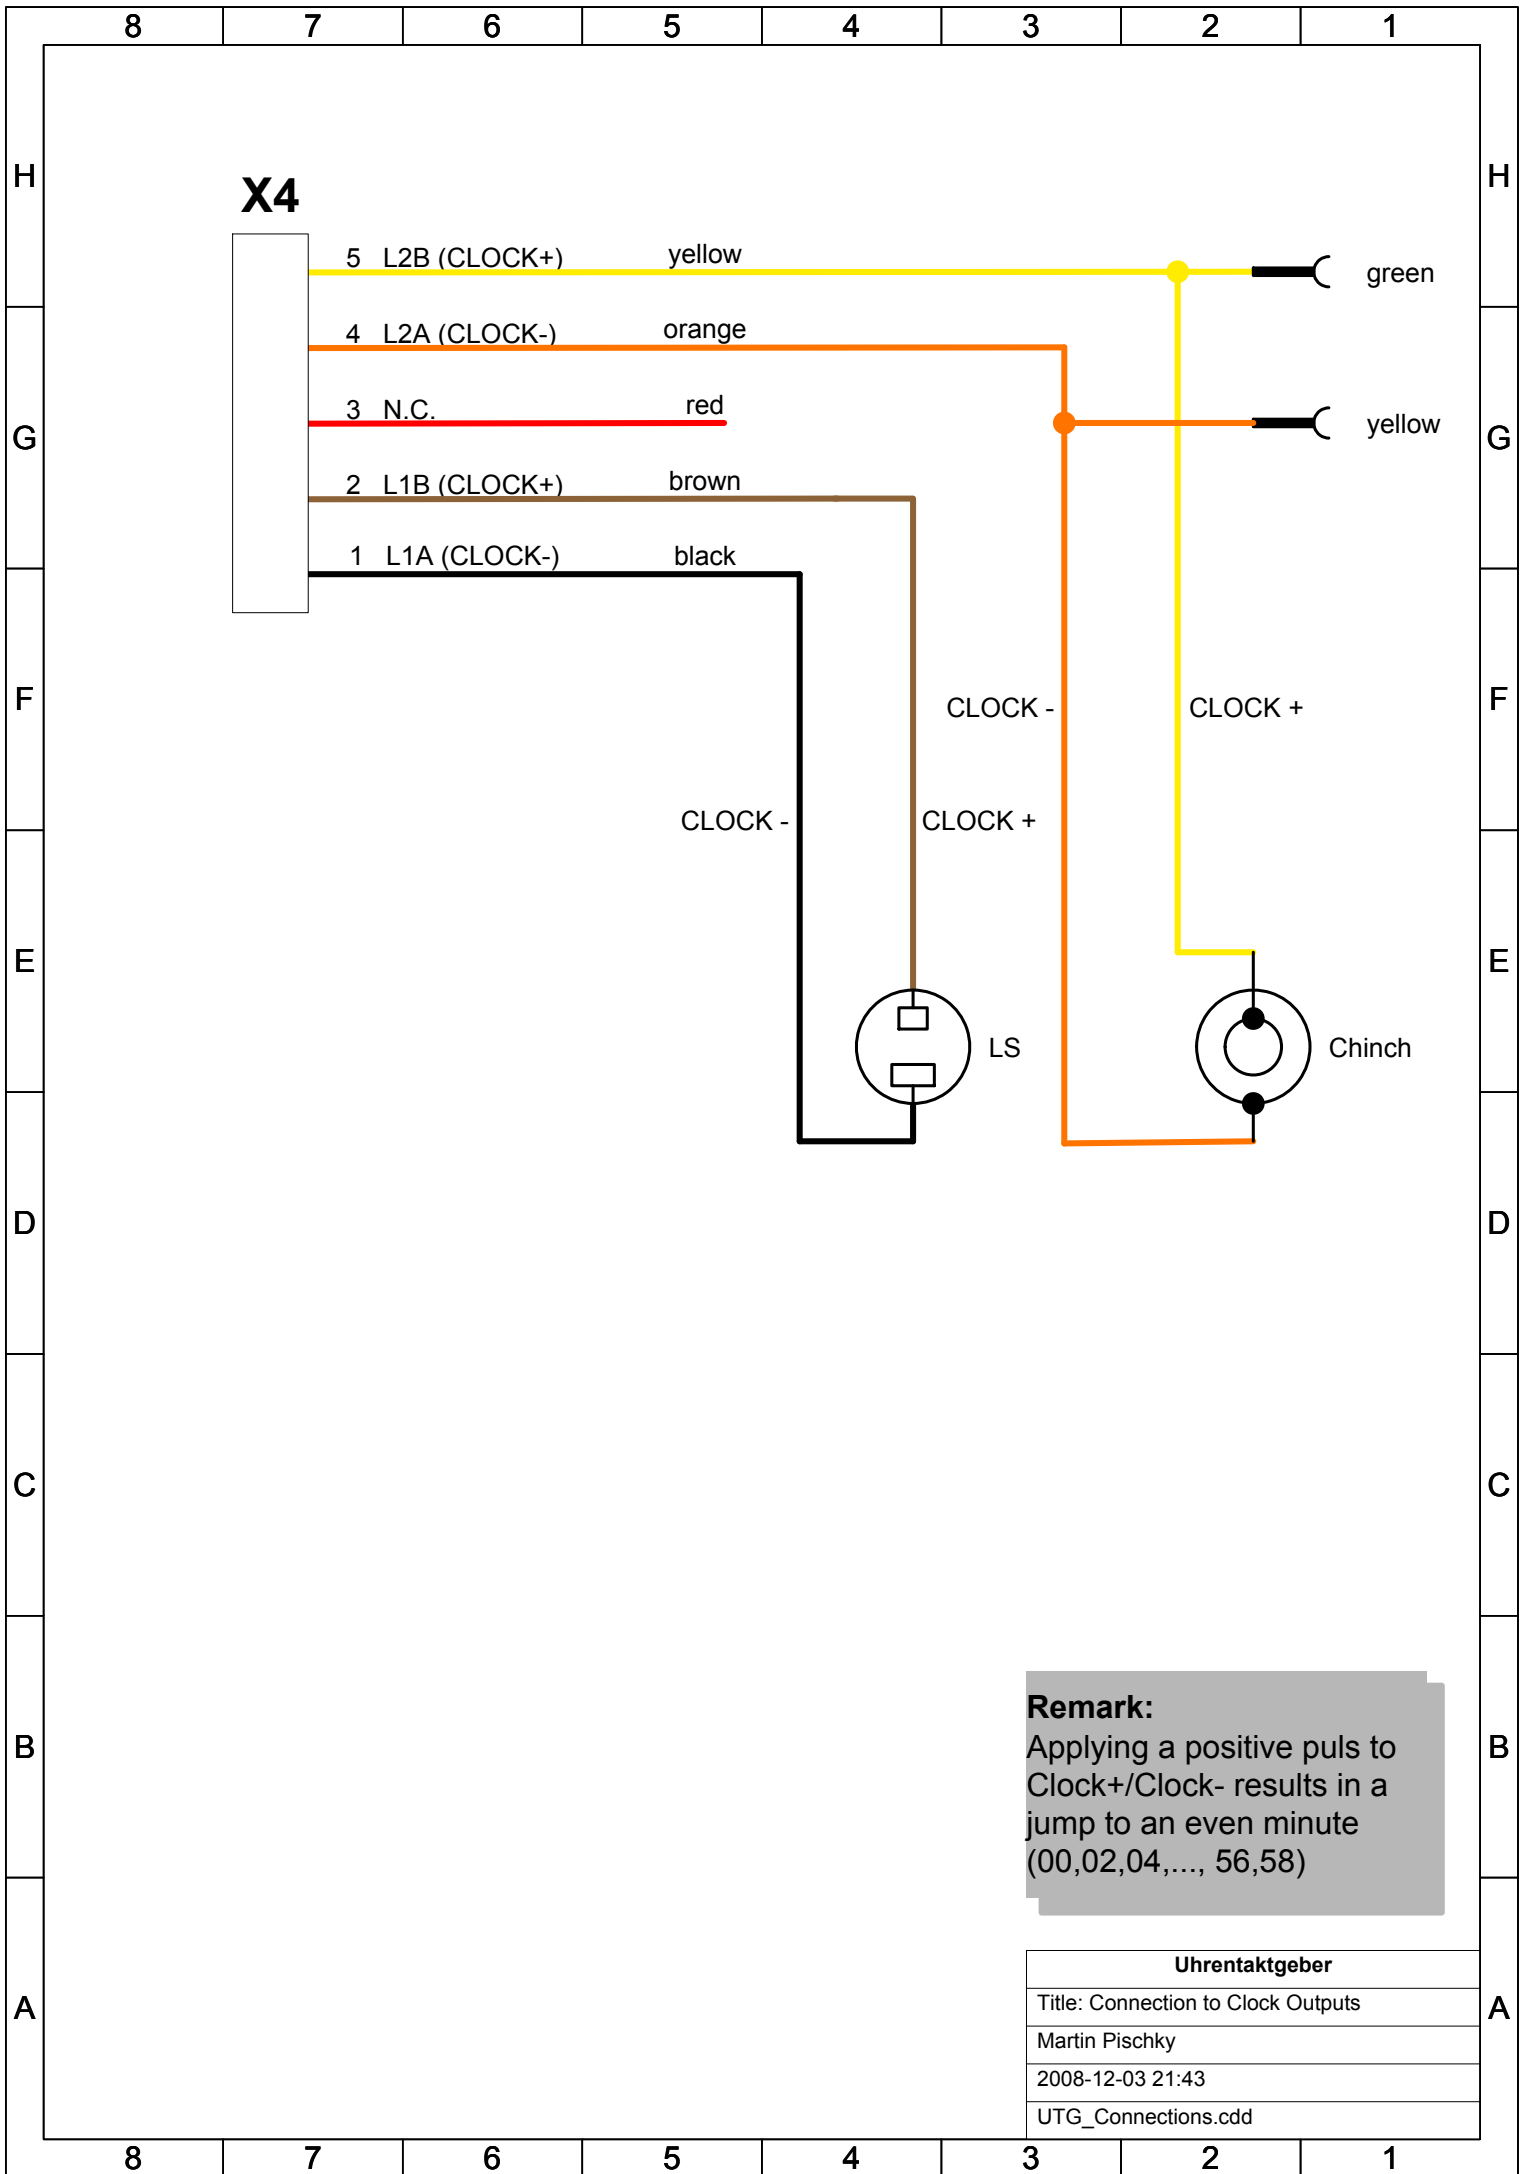 8 7 6 5 4 3 2 1
H H
X4
5 L2B (CLOCK+) yellow
green
4 L2A (CLOCK-) orange
3 N.C. red
yellow
G G
2 L1B (CLOCK+) brown
1 L1A (CLOCK-) black
F F
CLOCK - CLOCK +
CLOCK - CLOCK +
E E
LS Chinch
D D
C C
Remark:
Applying a positive puls to
Clock+/Clock- results in a
jump to an even minute
(00,02,04,..., 56,58)
B B
Uhrentaktgeber
Title: Connection to Clock Outputs
A A
Martin Pischky
2008-12-03 21:43
UTG_Connections.cdd
8 7 6 5 4 3 2 1